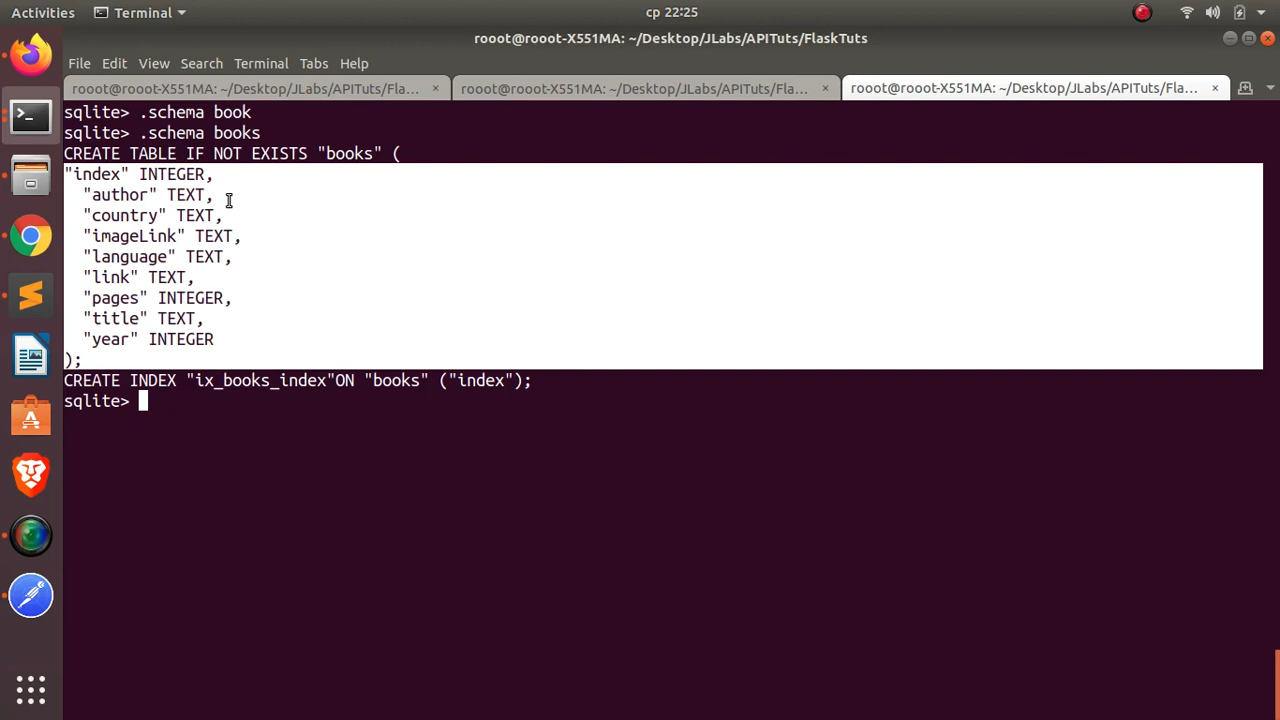 Activities Terminal ср 22:25
rooot@rooot-X551MA: ~/Desktop/JLabs/APITuts/FlaskTuts
File Edit View Search Terminal Tabs Help
rooot@rooot-X551MA: ~/Desktop/JLabs/APITuts/Fla... × rooot@rooot-X551MA: ~/Desktop/JLabs/APITuts/Fla... × rooot@rooot-X551MA: ~/Desktop/JLabs/APITuts/Fla... ×
sqlite> .schema book
sqlite> .schema books
CREATE TABLE IF NOT EXISTS "books" (
"index" INTEGER,
  "author" TEXT,
  "country" TEXT,
  "imageLink" TEXT,
  "language" TEXT,
  "link" TEXT,
  "pages" INTEGER,
  "title" TEXT,
  "year" INTEGER
);
CREATE INDEX "ix_books_index"ON "books" ("index");
sqlite>